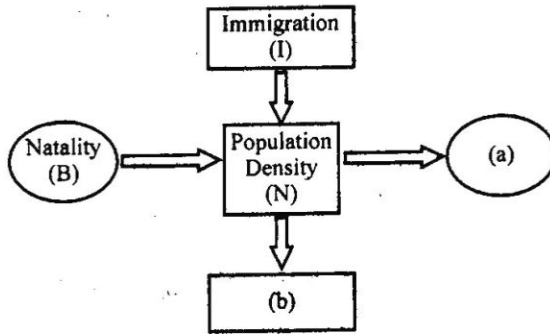 Immigration
(I)
Natality
(B)
Population
Density
(N)
(a)
(b)